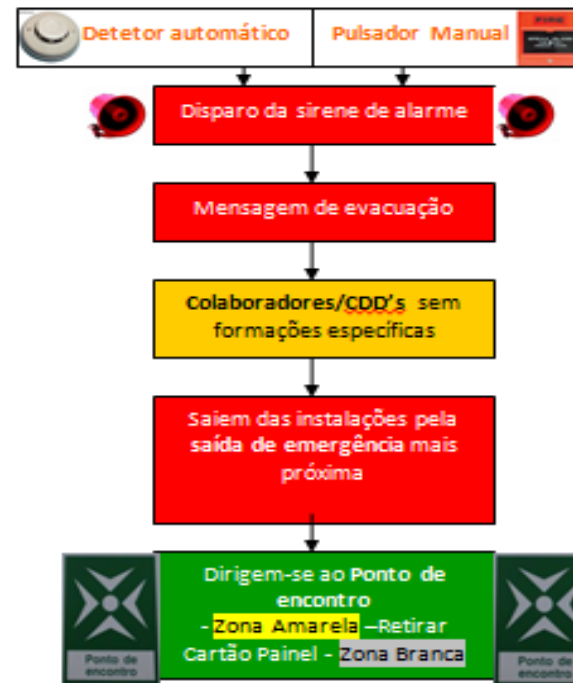 Detetor automático
Pulsador Manual
FIRE
Disparo da sirene de alarme
Mensagem de evacuação
Colaboradores/CDD's sem
formações específicas
Saiem das instalações pela
saída de emergência mais
próxima
Dirigem-se ao Ponto de
encontro
- Zona Amarela –Retirar
Cartão Painel - Zona Branca
Ponto de
encontro
Ponto de
encontro